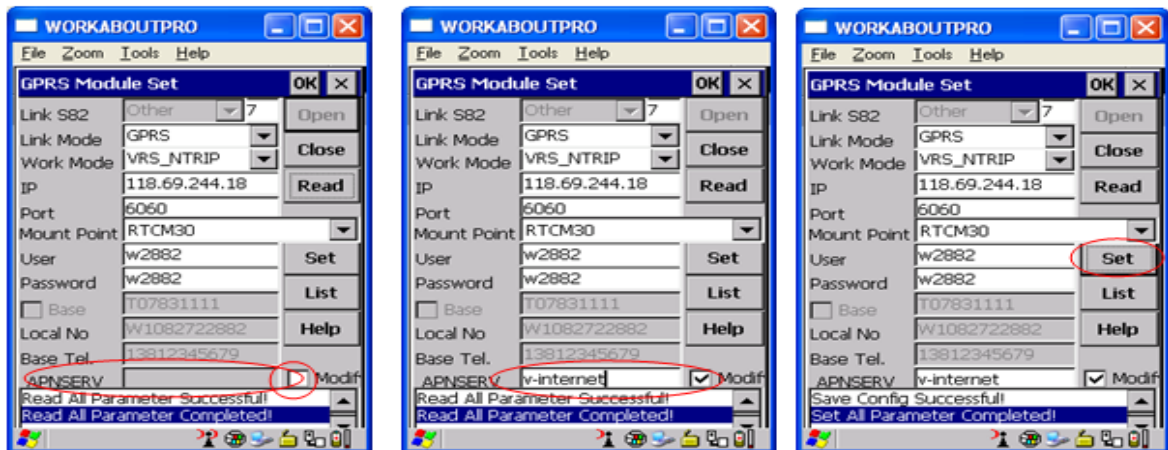 WORKABOUTPRO
File Zoom Tools Help
GPRS Module Set OK
Link S82 Other 7 Open
Link Mode GPRS Close
Work Mode VRS_NTRIP
IP 118.69.244.18 Read
Port 6060
Mount Point RTCM30
User w2882 Set
Password w2882
List
Base T07831111
Local No W1082722882 Help
Base Tel. 13812345679
APNSERV Modif
Read All Parameter Successful!
Read All Parameter Completed!
WORKABOUTPRO
File Zoom Tools Help
GPRS Module Set OK
Link S82 Other 7 Open
Link Mode GPRS Close
Work Mode VRS_NTRIP
IP 118.69.244.18 Read
Port 6060
Mount Point RTCM30
User w2882 Set
Password w2882
List
Base T07831111
Local No W1082722882 Help
Base Tel. 13812345679
APNSERV v-internet Modif
Read All Parameter Successful!
Read All Parameter Completed!
WORKABOUTPRO
File Zoom Tools Help
GPRS Module Set OK
Link S82 Other 7 Open
Link Mode GPRS Close
Work Mode VRS_NTRIP
IP 118.69.244.18 Read
Port 6060
Mount Point RTCM30
User w2882 Set
Password w2882
List
Base T07831111
Local No W1082722882 Help
Base Tel. 13812345679
APNSERV v-internet Modif
Save Config Successful!
Set All Parameter Completed!